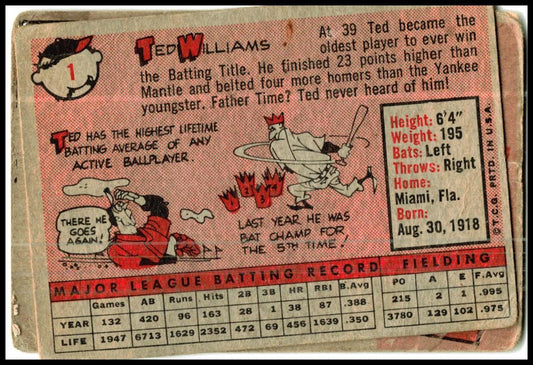 1
TED WILLIAMS
At 39 Ted became the
oldest player to ever win
the Batting Title. He finished 23 points higher than
Mantle and belted four more homers than the Yankee
youngster. Father Time? Ted never heard of him!
TED HAS THE HIGHEST LIFETIME
BATTING AVERAGE OF ANY
ACTIVE BALLPLAYER.
THERE HE
GOES
AGAIN!
LAST YEAR HE WAS
BAT CHAMP FOR
THE 5TH TIME!
Height: 6'4"
Weight: 195
Bats: Left
Throws: Right
Home:
Miami, Fla.
Born:
Aug. 30, 1918
© T.C.G. PRTD. IN U.S.A.
MAJOR LEAGUE BATTING RECORD FIELDING
Games AB Runs Hits 2B 3B HR RBI B.Avg. PO A E F.Avg
YEAR 132 420 96 163 28 1 38 87 .388 215 2 1 .995
LIFE 1947 6713 1629 2352 472 69 456 1639 .350 3780 129 102 .975